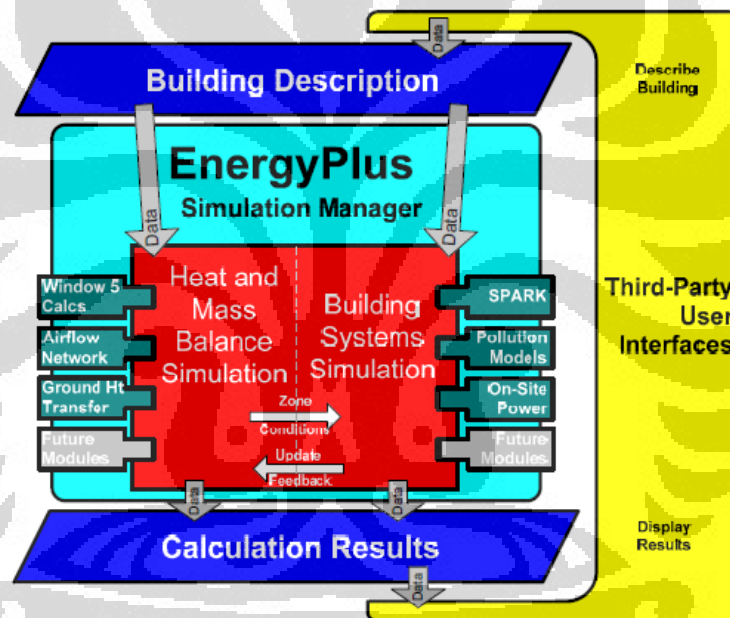 Data
Describe
Building
Building Description
EnergyPlus
Simulation Manager
Data
Data
Window 5
Calcs
Airflow
Network
Ground Ht
Transfer
Future
Modules
Heat and
Mass
Balance
Simulation
Building
Systems
Simulation
Zone
Conditions
Update
Feedback
SPARK
Pollution
Models
On-Site
Power
Future
Modules
Third-Party
User
Interfaces
Data
Data
Calculation Results
Display
Results
Data